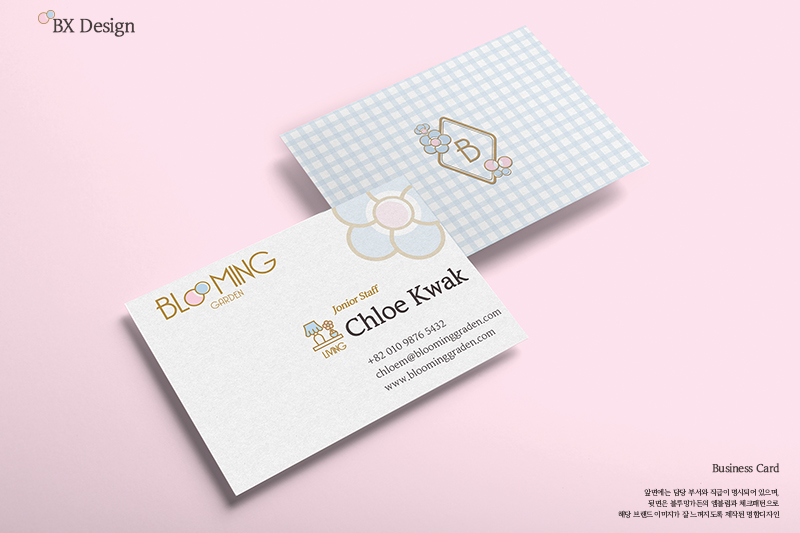 BX Design
B
BLOOMING
GARDEN
Jonior Staff
Chloe Kwak
LIVING
+82 010 9876 5432
chloem@bloominggraden.com
www.bloominggraden.com
Business Card
앞면에는 담당 부서와 직급이 명시되어 있으며,
뒷면은 블루밍가든의 엠블럼과 체크패턴으로
해당 브랜드 이미지가 잘 느껴지도록 제작된 명함디자인